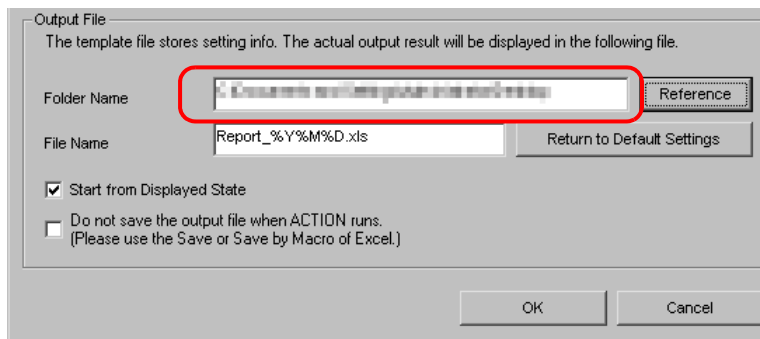 Output File
The template file stores setting info. The actual output result will be displayed in the following file.
Folder Name
Reference
File Name
Report_%Y%M%D.xls
Return to Default Settings
Start from Displayed State
Do not save the output file when ACTION runs.
(Please use the Save or Save by Macro of Excel.)
OK
Cancel